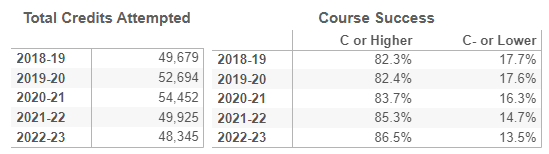 Total Credits Attempted Course Success
C or Higher C- or Lower
2018-19 49,679 2018-19 82.3% 17.7%
2019-20 52,694 2019-20 82.4% 17.6%
2020-21 54,452 2020-21 83.7% 16.3%
2021-22 49,925 2021-22 85.3% 14.7%
2022-23 48,345 2022-23 86.5% 13.5%